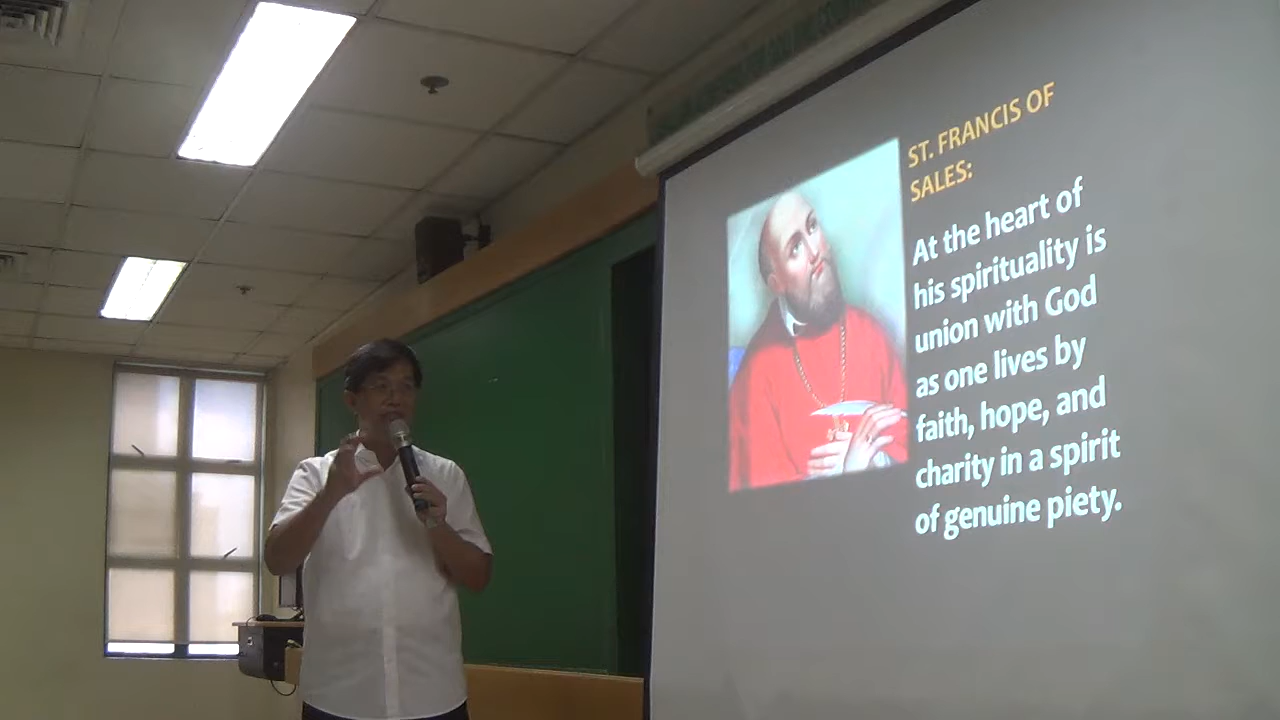 ST. FRANCIS OF
SALES:
At the heart of
his spirituality is
union with God
as one lives by
faith, hope, and
charity in a spirit
of genuine piety.